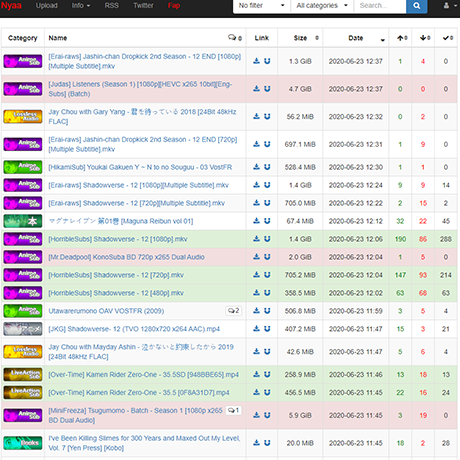 Nyaa Upload Info RSS Twitter Fap No filter All categories Search...
Category Name Link Size Date
Anime Sub [Erai-raws] Jashin-chan Dropkick 2nd Season - 12 END [1080p] 1.3 GiB 2020-06-23 12:37 1 4 0
[Multiple Subtitle].mkv
Anime Sub [Judas] Listeners (Season 1) [1080p][HEVC x265 10bit][Eng- 4.7 GiB 2020-06-23 12:37 0 0 0
Subs] (Batch)
Lossless Audio Jay Chou with Gary Yang - 君を待っている 2018 [24Bit 48kHz 56.2 MiB 2020-06-23 12:32 0 2 0
FLAC]
Anime Sub [Erai-raws] Jashin-chan Dropkick 2nd Season - 12 END [720p] 697.1 MiB 2020-06-23 12:31 1 9 0
[Multiple Subtitle].mkv
Anime Sub [HikamiSub] Youkai Gakuen Y ~ N to no Souguu - 03 VostFR 528.4 MiB 2020-06-23 12:30 1 1 0
Anime Sub [Erai-raws] Shadowverse - 12 [1080p][Multiple Subtitle].mkv 1.4 GiB 2020-06-23 12:24 9 9 14
Anime Sub [Erai-raws] Shadowverse - 12 [720p][Multiple Subtitle].mkv 705.0 MiB 2020-06-23 12:22 2 15 2
本 マグナレイブン 第01巻 [Maguna Reibun vol 01] 67.4 MiB 2020-06-23 12:12 32 22 45
Anime Sub [HorribleSubs] Shadowverse - 12 [1080p].mkv 1.4 GiB 2020-06-23 12:06 190 86 288
Anime Sub [Mr.Deadpool] KonoSuba BD 720p x265 Dual Audio 2.0 GiB 2020-06-23 12:04 1 5 0
Anime Sub [HorribleSubs] Shadowverse - 12 [720p].mkv 705.2 MiB 2020-06-23 12:04 147 93 214
Anime Sub [HorribleSubs] Shadowverse - 12 [480p].mkv 358.5 MiB 2020-06-23 12:02 63 68 63
Anime Sub Utawarerumono OAV VOSTFR (2009) 2 506.8 MiB 2020-06-23 11:59 3 5 4
[JKG] Shadowverse- 12 (TVO 1280x720 x264 AAC).mp4 407.2 MiB 2020-06-23 11:47 15 3 21
Lossless Audio Jay Chou with Mayday Ashin - 泣かないと約束したから 2019 42.6 MiB 2020-06-23 11:47 5 6 4
[24Bit 48kHz FLAC]
LiveAction Sub [Over-Time] Kamen Rider Zero-One - 35.5SD [948BBE65].mp4 258.9 MiB 2020-06-23 11:46 13 18 13
LiveAction Sub [Over-Time] Kamen Rider Zero-One - 35.5 [0F8A31D7].mp4 456.5 MiB 2020-06-23 11:45 22 16 24
Anime Sub [MiniFreeza] Tsugumomo - Batch - Season 1 [1080p x265 1 5.9 GiB 2020-06-23 11:45 3 19 0
BD Dual Audio]
Books I've Been Killing Slimes for 300 Years and Maxed Out My Level, 20.0 MiB 2020-06-23 11:45 18 2 28
Vol. 7 [Yen Press] [Kobo]